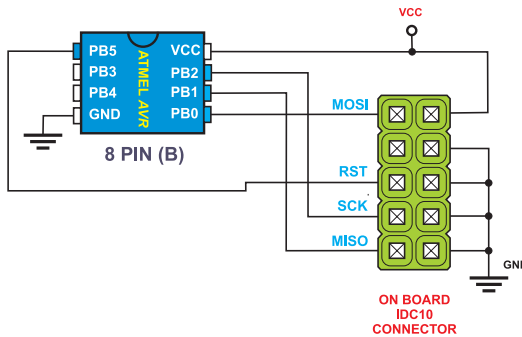 VCC
PB5
PB3
PB4
GND
ATMEL AVR
VCC
PB2
PB1
PB0
8 PIN (B)
MOSI
RST
SCK
MISO
GND
ON BOARD
IDC10
CONNECTOR